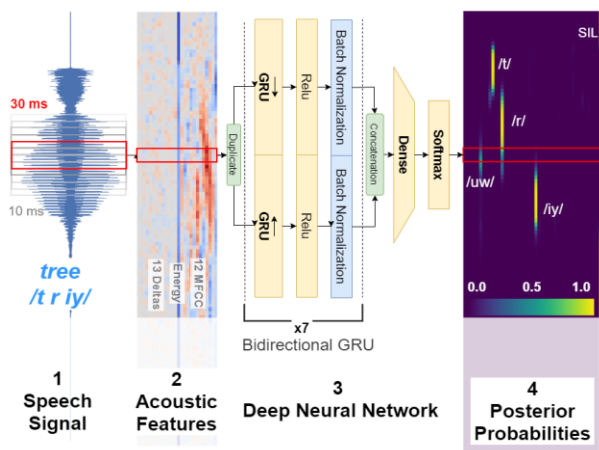 30 ms
10 ms
tree
/t r iy/
13 Deltas
Energy
12 MFCC
Duplicate
GRU
Relu
Batch Normalization
GRU
Relu
Batch Normalization
Concatenation
Dense
Softmax
x7
Bidirectional GRU
SIL
/t/
/r/
/uw/
/iy/
0.0 0.5 1.0
1
Speech
Signal
2
Acoustic
Features
3
Deep Neural Network
4
Posterior
Probabilities